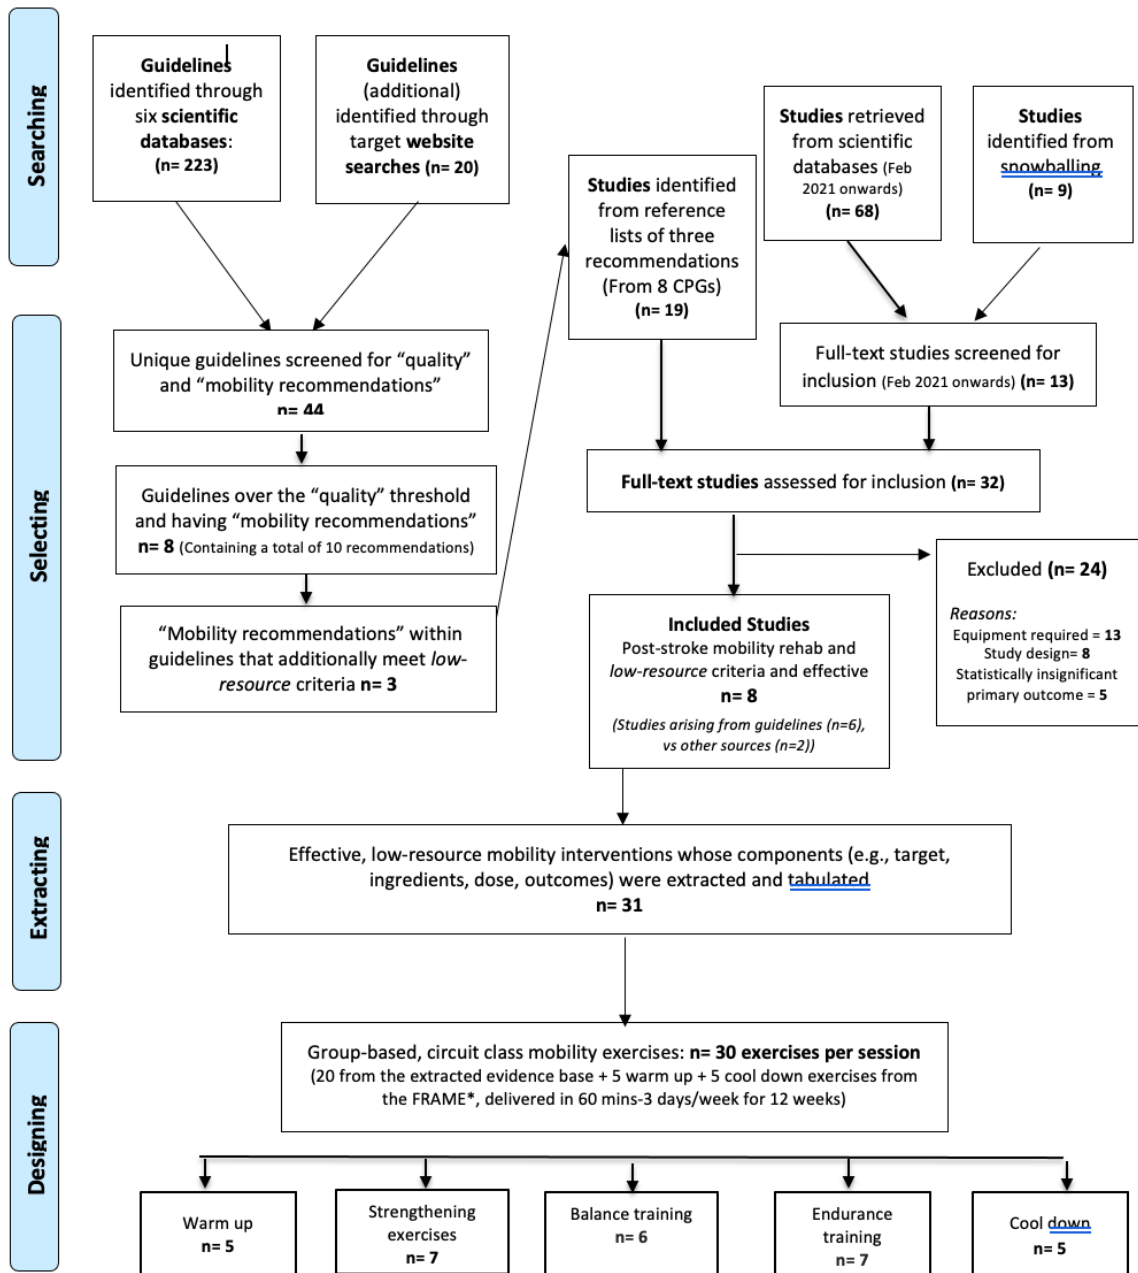 Searching
Guidelines
identified through
six scientific
databases:
(n= 223)
Guidelines
(additional)
identified through
target website
searches (n= 20)
Studies identified
from reference
lists of three
recommendations
(From 8 CPGs)
(n= 19)
Studies retrieved
from scientific
databases (Feb
2021 onwards)
(n= 68)
Studies
identified from
snowballing
(n= 9)
Selecting
Unique guidelines screened for “quality”
and “mobility recommendations”
n= 44
Full-text studies screened for
inclusion (Feb 2021 onwards) (n= 13)
Guidelines over the “quality” threshold
and having “mobility recommendations”
n= 8 (Containing a total of 10 recommendations)
Full-text studies assessed for inclusion (n= 32)
“Mobility recommendations” within
guidelines that additionally meet low-
resource criteria n= 3
Excluded (n= 24)
Reasons:
Equipment required = 13
Study design= 8
Statistically insignificant
primary outcome = 5
Included Studies
Post-stroke mobility rehab and
low-resource criteria and effective
n= 8
(Studies arising from guidelines (n=6),
vs other sources (n=2))
Extracting
Effective, low-resource mobility interventions whose components (e.g., target,
ingredients, dose, outcomes) were extracted and tabulated
n= 31
Designing
Group-based, circuit class mobility exercises: n= 30 exercises per session
(20 from the extracted evidence base + 5 warm up + 5 cool down exercises from
the FRAME*, delivered in 60 mins-3 days/week for 12 weeks)
Warm up
n= 5
Strengthening
exercises
n= 7
Balance training
n= 6
Endurance
training
n= 7
Cool down
n= 5